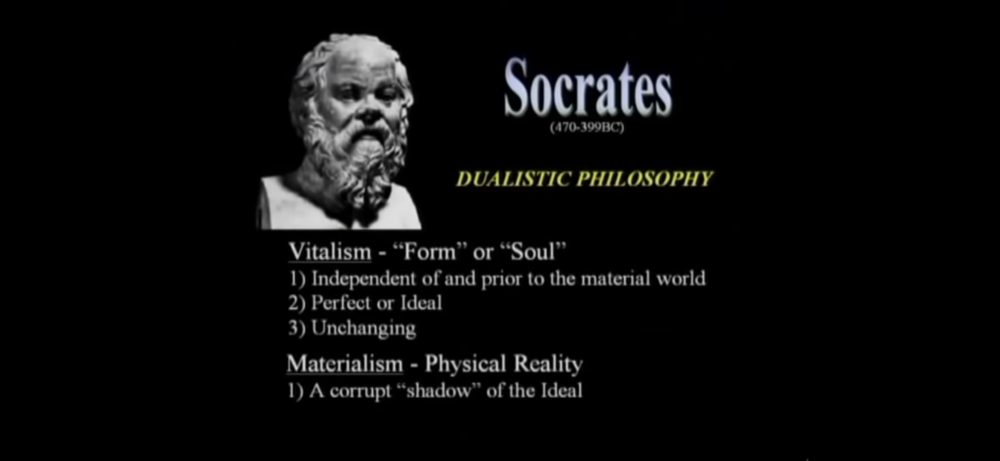 Socrates
(470-399BC)
DUALISTIC PHILOSOPHY
Vitalism - “Form” or “Soul”
1) Independent of and prior to the material world
2) Perfect or Ideal
3) Unchanging
Materialism - Physical Reality
1) A corrupt “shadow” of the Ideal